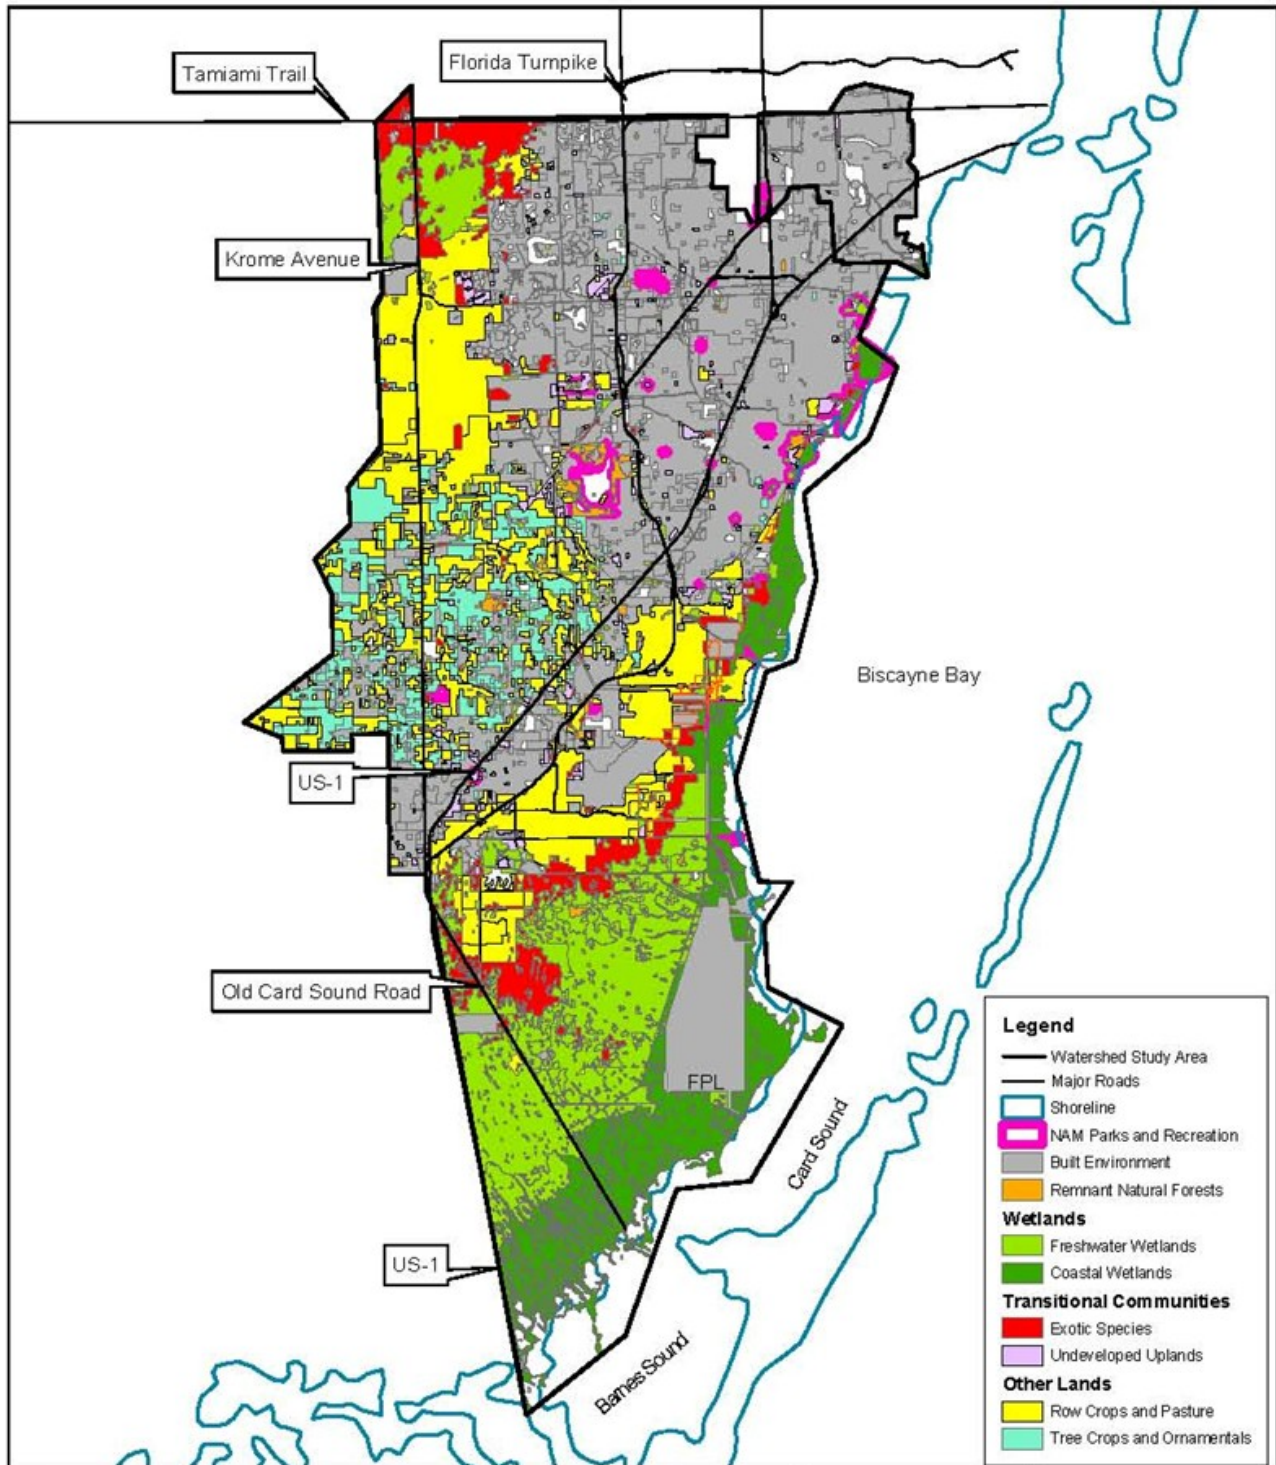 Florida Turnpike
Tamiami Trail
Krome Avenue
Biscayne Bay
US-1
Old Card Sound Road
FPL
Card Sound
US-1
Barnes Sound
Legend
Watershed Study Area
Major Roads
Shoreline
NAM Parks and Recreation
Built Environment
Remnant Natural Forests
Wetlands
Freshwater Wetlands
Coastal Wetlands
Transitional Communities
Exotic Species
Undeveloped Uplands
Other Lands
Row Crops and Pasture
Tree Crops and Ornamentals